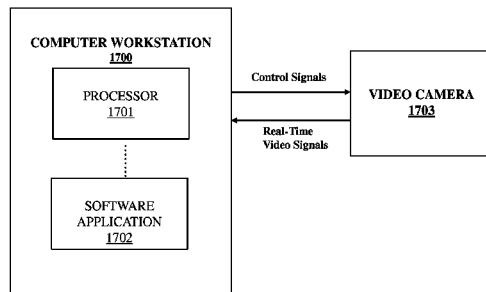 COMPUTER WORKSTATION
1700
PROCESSOR
1701
SOFTWARE
APPLICATION
1702
Control Signals
Real-Time
Video Signals
VIDEO CAMERA
1703